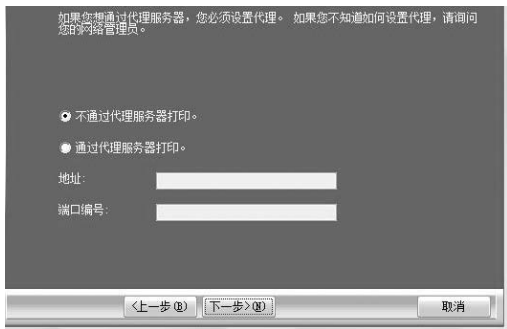 如果您想通过代理服务器，您必须设置代理。 如果您不知道如何设置代理，请询问
您的网络管理员。
不通过代理服务器打印。
通过代理服务器打印。
地址:
端口编号:
<上一步(B) 下一步>(N) 取消